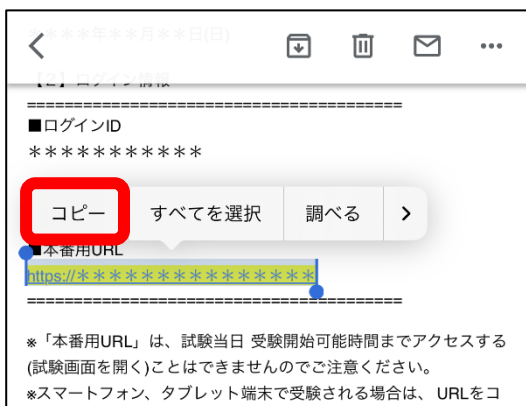 ＊＊＊＊年＊＊月＊＊日(日)
【2】ログイン情報
========================================
■ログインID
＊＊＊＊＊＊＊＊＊＊＊
コピー すべてを選択 調べる
■本番用URL
https://＊＊＊＊＊＊＊＊＊＊＊＊＊＊＊
========================================
※「本番用URL」は、試験当日 受験開始可能時間までアクセスする
(試験画面を開く)ことはできませんのでご注意ください。
※スマートフォン、タブレット端末で受験される場合は、 URLをコ